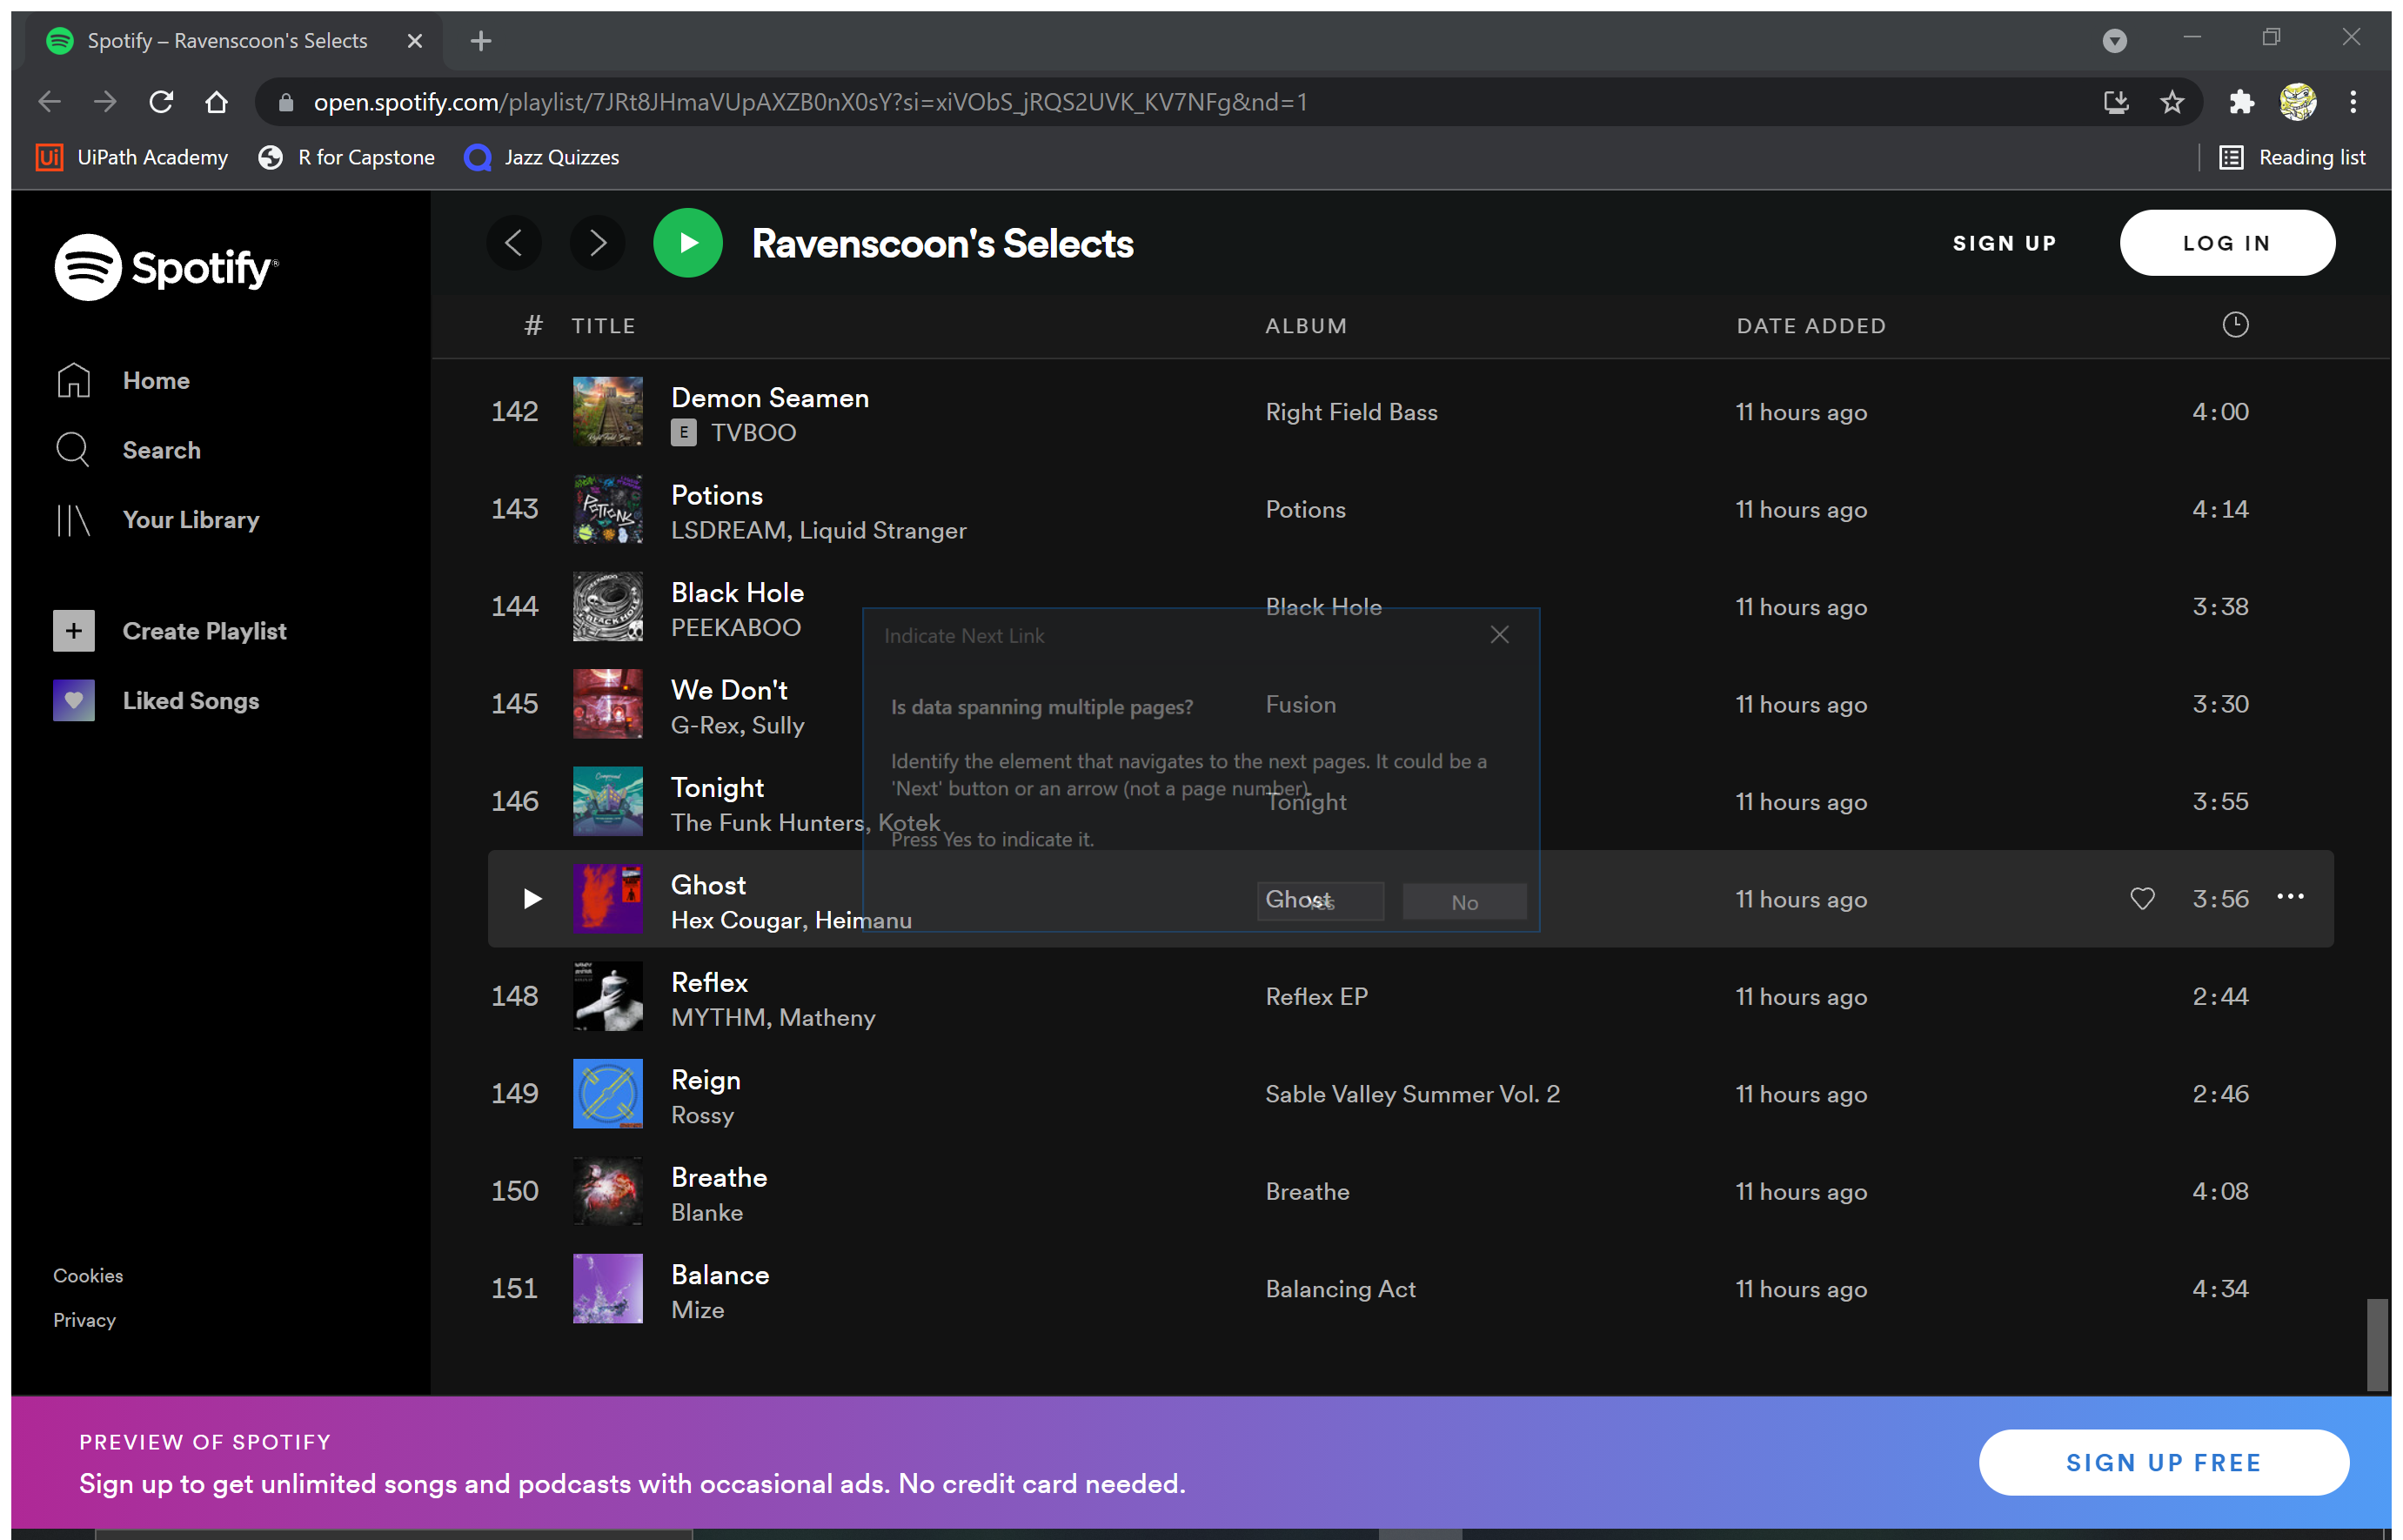 Spotify – Ravenscoon's Selects
open.spotify.com/playlist/7JRt8JHmaVUpAXZB0nX0sY?si=xiVObS_jRQS2UVK_KV7NFg&nd=1
Ui UiPath Academy R for Capstone Jazz Quizzes Reading list
Spotify
Ravenscoon's Selects SIGN UP LOG IN
Home
Search
Your Library
Create Playlist
Liked Songs
Cookies
Privacy
# TITLE ALBUM DATE ADDED
142 Demon Seamen Right Field Bass 11 hours ago 4:00
E TVBOO
143 Potions Potions 11 hours ago 4:14
LSDREAM, Liquid Stranger
144 Black Hole Black Hole 11 hours ago 3:38
PEEKABOO
145 We Don't Fusion 11 hours ago 3:30
G-Rex, Sully
146 Tonight Tonight 11 hours ago 3:55
The Funk Hunters, Kotek
Ghost Ghost 11 hours ago 3:56
Hex Cougar, Heimanu
148 Reflex Reflex EP 11 hours ago 2:44
MYTHM, Matheny
149 Reign Sable Valley Summer Vol. 2 11 hours ago 2:46
Rossy
150 Breathe Breathe 11 hours ago 4:08
Blanke
151 Balance Balancing Act 11 hours ago 4:34
Mize
Indicate Next Link
Is data spanning multiple pages?
Identify the element that navigates to the next pages. It could be a
'Next' button or an arrow (not a page number).
Press Yes to indicate it.
Yes No
PREVIEW OF SPOTIFY
Sign up to get unlimited songs and podcasts with occasional ads. No credit card needed.
SIGN UP FREE